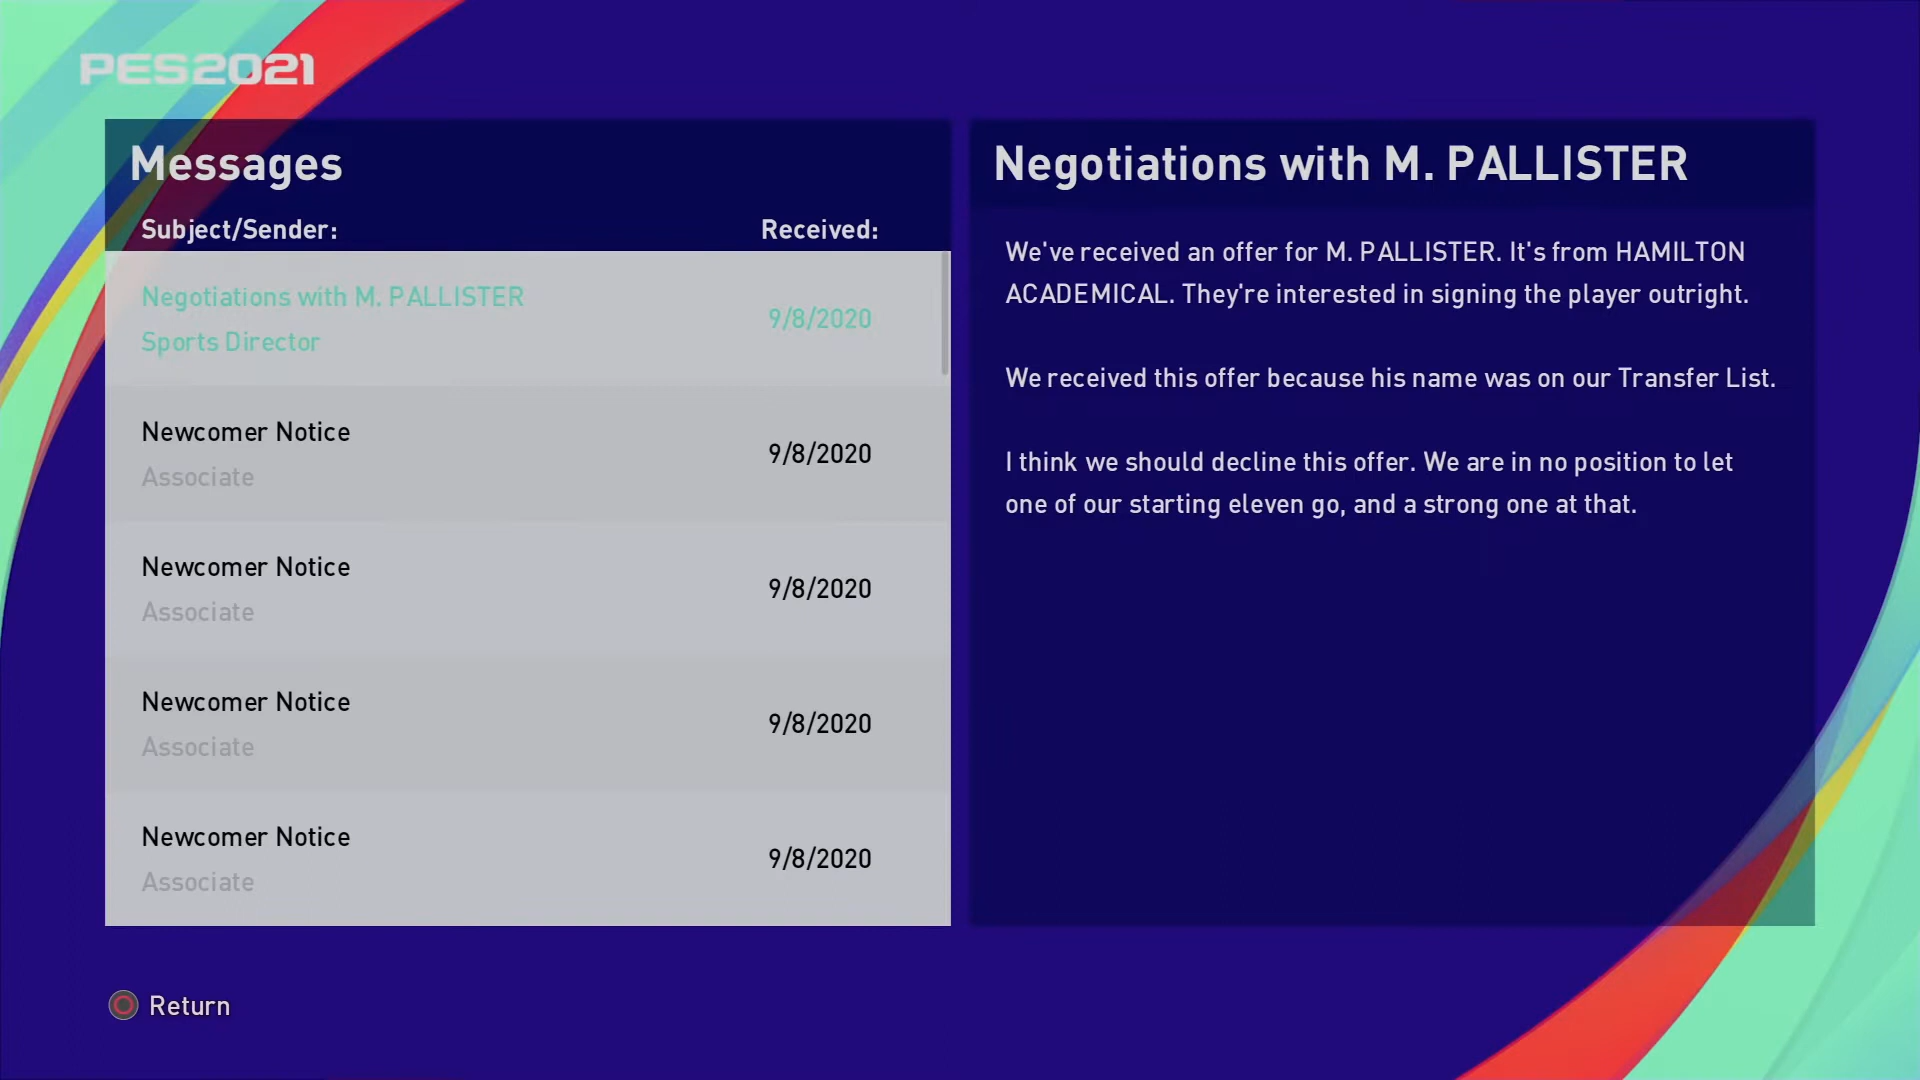 PES2021
Messages
Subject/Sender:
Received:
Negotiations with M. PALLISTER
Sports Director
9/8/2020
Newcomer Notice
Associate
9/8/2020
Newcomer Notice
Associate
9/8/2020
Newcomer Notice
Associate
9/8/2020
Newcomer Notice
Associate
9/8/2020
Negotiations with M. PALLISTER
We've received an offer for M. PALLISTER. It's from HAMILTON
ACADEMICAL. They're interested in signing the player outright.
We received this offer because his name was on our Transfer List.
I think we should decline this offer. We are in no position to let
one of our starting eleven go, and a strong one at that.
Return